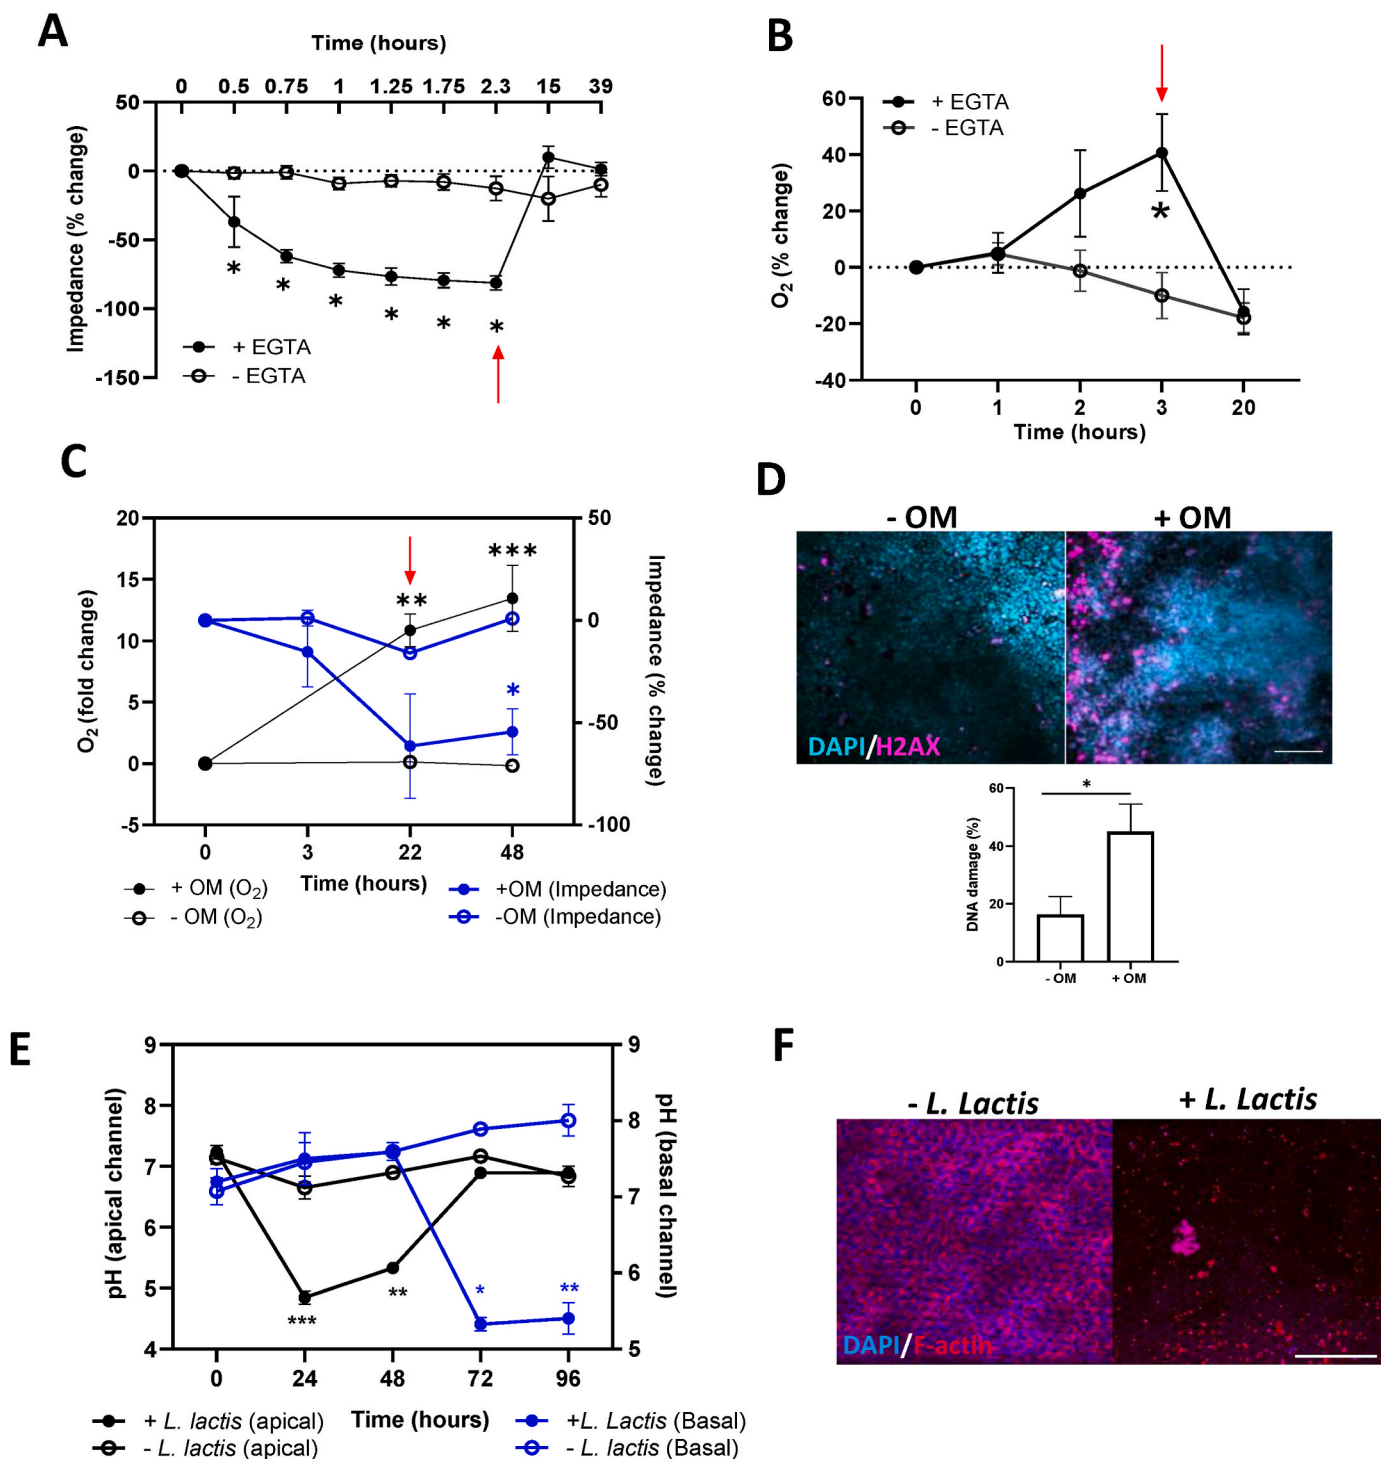 A
Time (hours)
0 0.5 0.75 1 1.25 1.75 2.3 15 39
50
0
-50
-100
-150
Impedance (% change)
* * * * * *
+ EGTA
- EGTA
B
60
40
20
0
-20
-40
O2 (% change)
+ EGTA
- EGTA
*
0 1 2 3 20
Time (hours)
C
20
15
10
5
0
-5
O2 (fold change)
50
0
-50
-100
Impedance (% change)
**
***
*
0 3 22 48
Time (hours)
+ OM (O2)
- OM (O2)
+OM (Impedance)
-OM (Impedance)
D
- OM
+ OM
DAPI/H2AX
60
40
20
0
DNA damage (%)
*
- OM + OM
E
9
8
7
6
5
4
pH (apical channel)
9
8
7
6
5
pH (basal channel)
*** ** * **
0 24 48 72 96
Time (hours)
+ L. lactis (apical)
- L. lactis (apical)
+L. Lactis (Basal)
- L. lactis (Basal)
F
- L. Lactis
+ L. Lactis
DAPI/F-actin